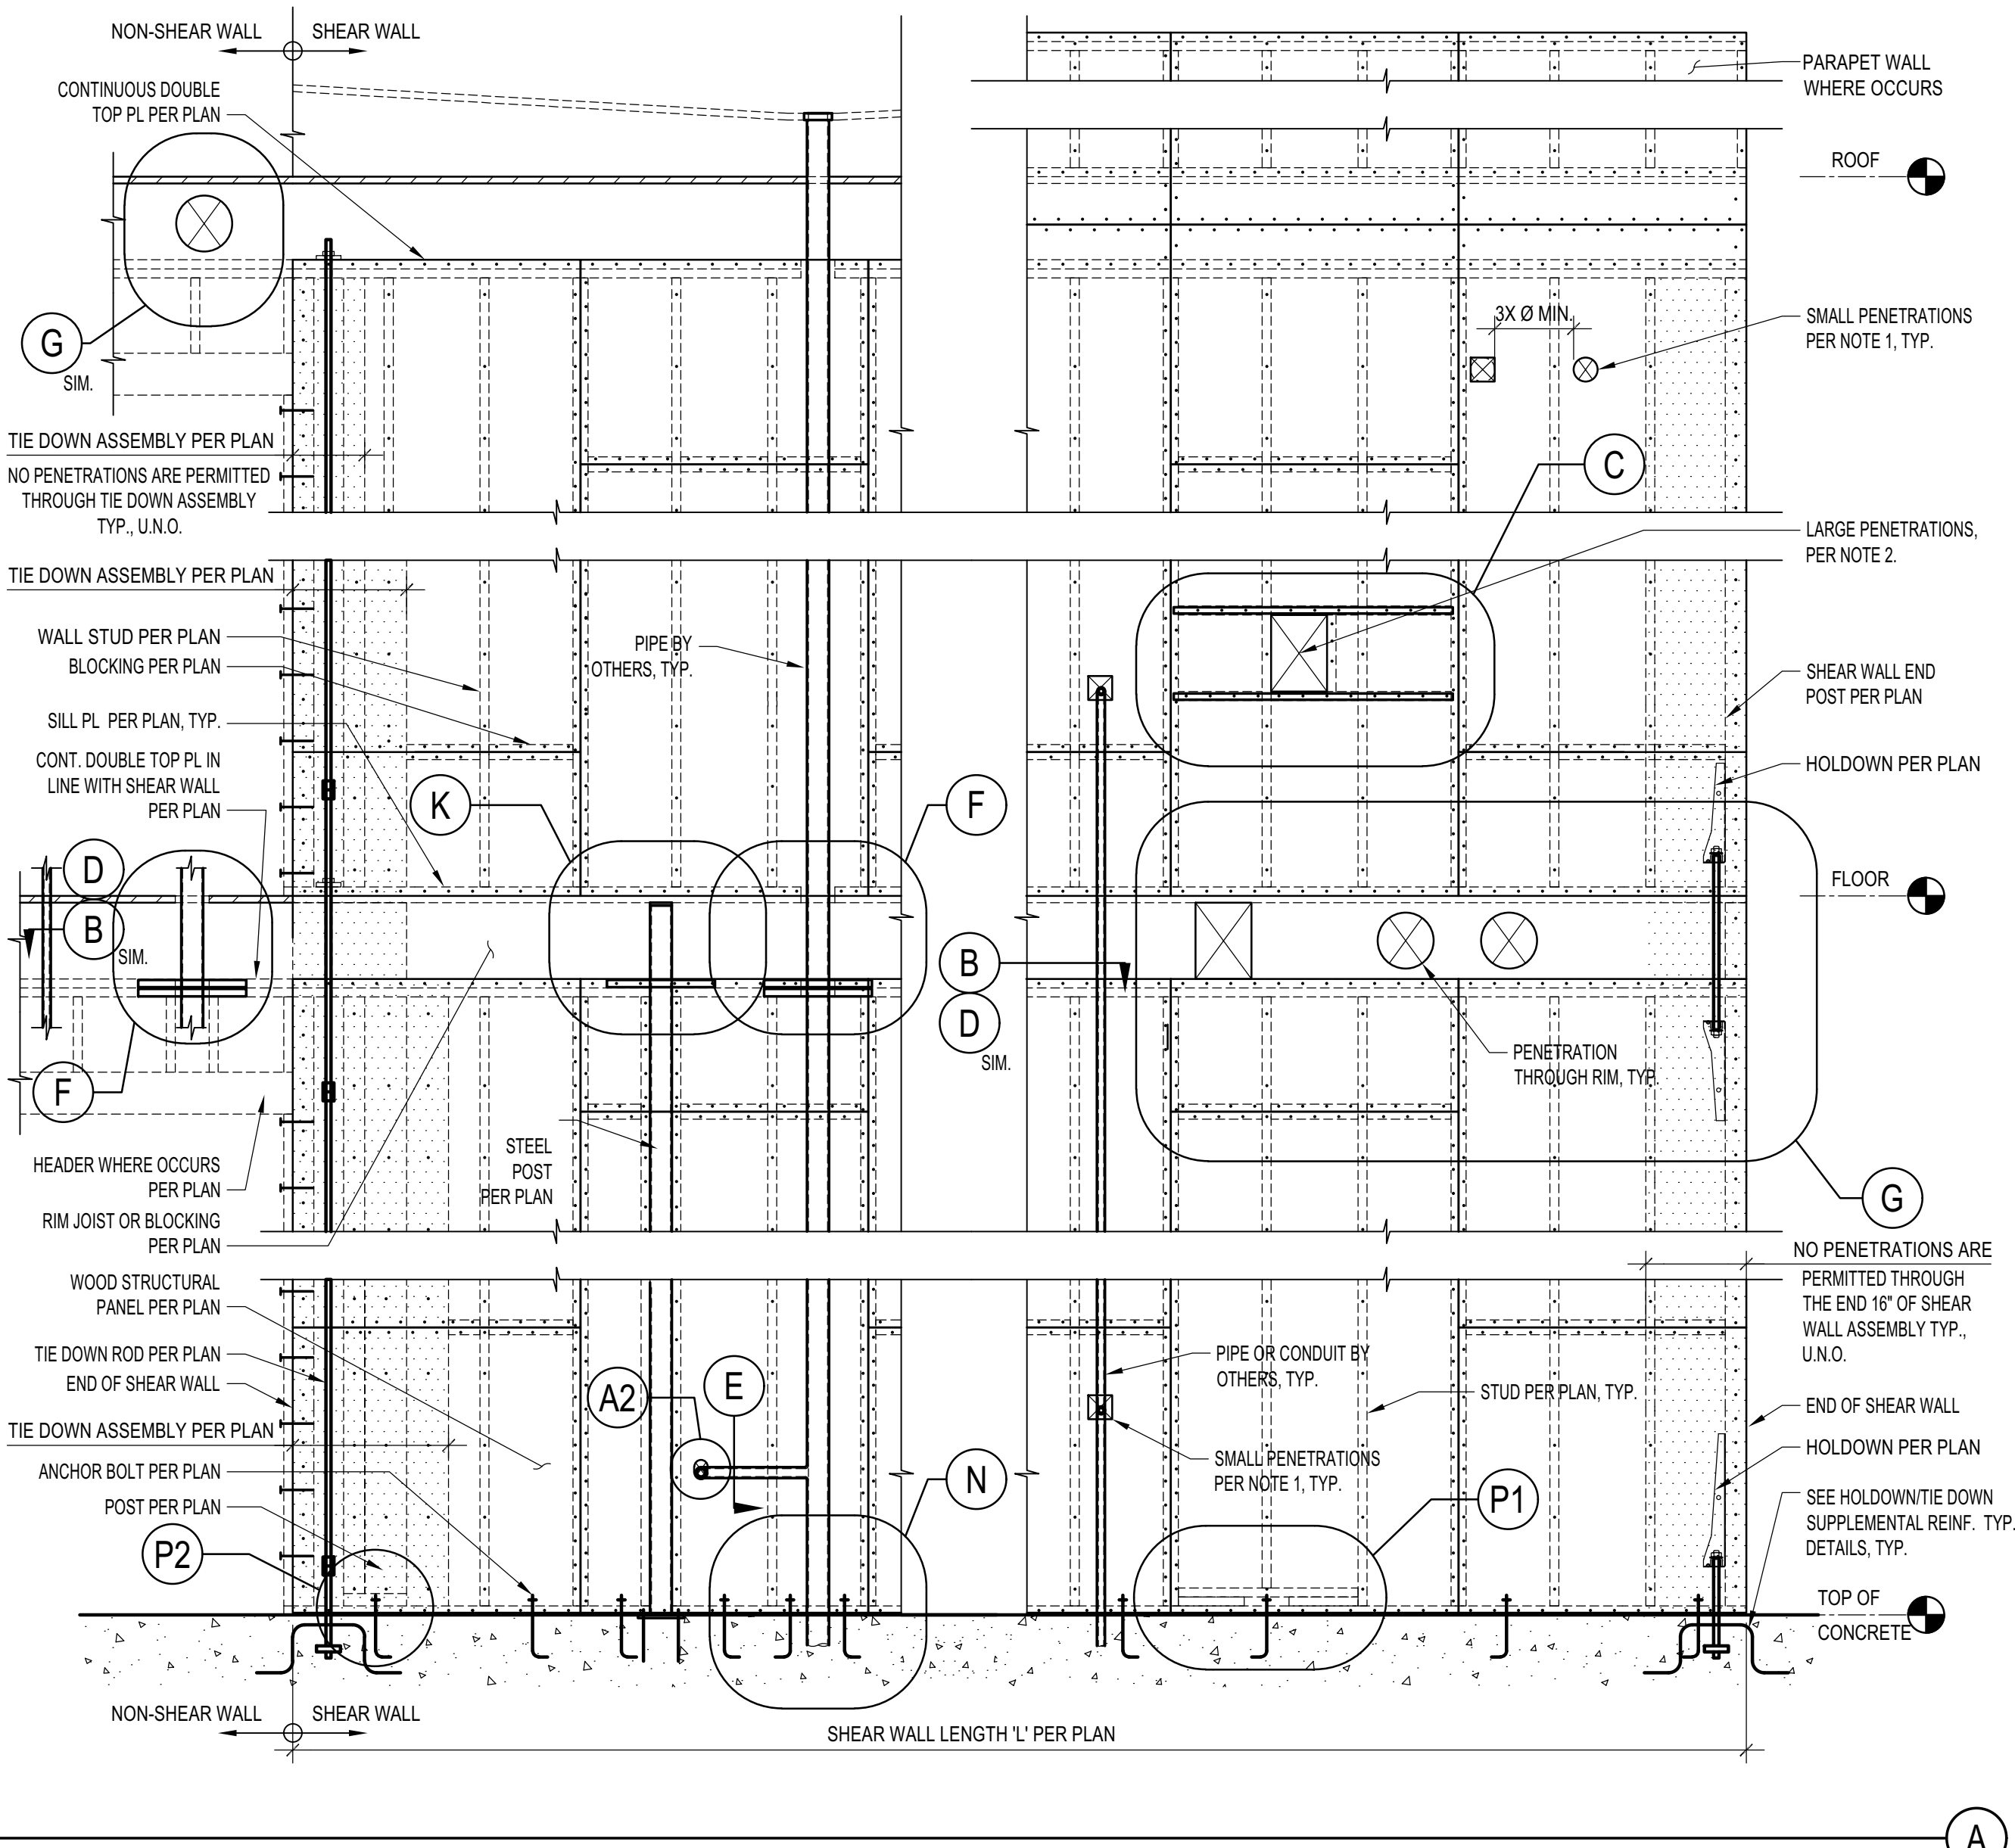 NON-SHEAR WALL
SHEAR WALL
CONTINUOUS DOUBLE
TOP PL PER PLAN
PARAPET WALL
WHERE OCCURS
ROOF
G
SIM.
3X Ø MIN.
SMALL PENETRATIONS
PER NOTE 1, TYP.
TIE DOWN ASSEMBLY PER PLAN
NO PENETRATIONS ARE PERMITTED
THROUGH TIE DOWN ASSEMBLY
TYP., U.N.O.
C
LARGE PENETRATIONS,
PER NOTE 2.
TIE DOWN ASSEMBLY PER PLAN
WALL STUD PER PLAN
BLOCKING PER PLAN
PIPE BY
OTHERS, TYP.
SHEAR WALL END
POST PER PLAN
SILL PL PER PLAN, TYP.
CONT. DOUBLE TOP PL IN
LINE WITH SHEAR WALL
PER PLAN
HOLDOWN PER PLAN
K
F
D
B
SIM.
FLOOR
B
D
SIM.
F
PENETRATION
THROUGH RIM, TYP.
HEADER WHERE OCCURS
PER PLAN
STEEL
POST
PER PLAN
G
RIM JOIST OR BLOCKING
PER PLAN
NO PENETRATIONS ARE
PERMITTED THROUGH
THE END 16" OF SHEAR
WALL ASSEMBLY TYP.,
U.N.O.
WOOD STRUCTURAL
PANEL PER PLAN
TIE DOWN ROD PER PLAN
END OF SHEAR WALL
A2
E
PIPE OR CONDUIT BY
OTHERS, TYP.
STUD PER PLAN, TYP.
END OF SHEAR WALL
TIE DOWN ASSEMBLY PER PLAN
ANCHOR BOLT PER PLAN
POST PER PLAN
HOLDOWN PER PLAN
SMALL PENETRATIONS
PER NOTE 1, TYP.
N
P1
SEE HOLDOWN/TIE DOWN
SUPPLEMENTAL REINF. TYP.
DETAILS, TYP.
P2
TOP OF
CONCRETE
NON-SHEAR WALL
SHEAR WALL
SHEAR WALL LENGTH 'L' PER PLAN
A